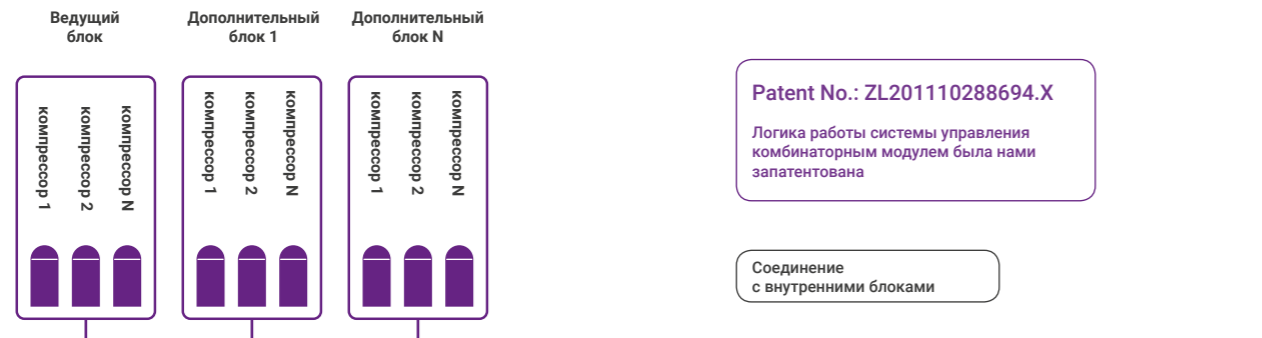 Ведущий
блок
Дополнительный
блок 1
Дополнительный
блок N
компрессор 1
компрессор 2
компрессор N
компрессор 1
компрессор 2
компрессор N
компрессор 1
компрессор 2
компрессор N
Patent No.: ZL201110288694.X
Логика работы системы управления
комбинаторным модулем была нами
запатентована
Соединение
с внутренними блоками